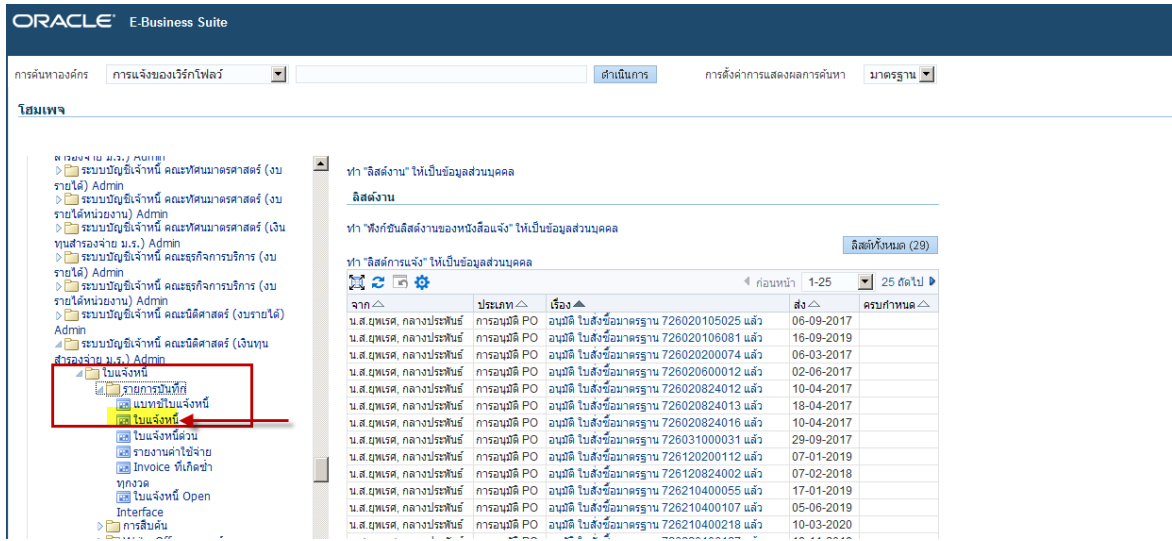 ORACLE® E-Business Suite
การค้นหาองค์กร การแจ้งของเวิร์กโฟลว์ ดำเนินการ การตั้งค่าการแสดงผลการค้นหา มาตรฐาน
โฮมเพจ
สำรองจ่าย ม.ร.) Admin
ระบบบัญชีเจ้าหนี้ คณะทัศนมาตรศาสตร์ (งบ
รายได้) Admin
ระบบบัญชีเจ้าหนี้ คณะทัศนมาตรศาสตร์ (งบ
รายได้หน่วยงาน) Admin
ระบบบัญชีเจ้าหนี้ คณะทัศนมาตรศาสตร์ (เงิน
ทุนสำรองจ่าย ม.ร.) Admin
ระบบบัญชีเจ้าหนี้ คณะธุรกิจการบริการ (งบ
รายได้) Admin
ระบบบัญชีเจ้าหนี้ คณะธุรกิจการบริการ (งบ
รายได้หน่วยงาน) Admin
ระบบบัญชีเจ้าหนี้ คณะนิติศาสตร์ (งบรายได้)
Admin
ระบบบัญชีเจ้าหนี้ คณะนิติศาสตร์ (เงินทุน
สำรองจ่าย ม.ร.) Admin
ใบแจ้งหนี้
รายการบันทึก
แบทช์ใบแจ้งหนี้
ใบแจ้งหนี้
ใบแจ้งหนี้ด่วน
รายงานค่าใช้จ่าย
Invoice ที่เกิดซ้ำ
ทุกงวด
ใบแจ้งหนี้ Open
Interface
การสืบค้น
ทำ "ลิสต์งาน" ให้เป็นข้อมูลส่วนบุคคล
ลิสต์งาน
ทำ "ฟังก์ชันลิสต์งานของหนังสือแจ้ง" ให้เป็นข้อมูลส่วนบุคคล
ลิสต์ทั้งหมด (29)
ทำ "ลิสต์การแจ้ง" ให้เป็นข้อมูลส่วนบุคคล
ก่อนหน้า 1-25 25 ถัดไป
จาก ประเภท เรื่อง ส่ง ครบกำหนด
น.ส.ยุพเรศ, กลางประพันธ์ การอนุมัติ PO อนุมัติ ใบสั่งซื้อมาตรฐาน 726020105025 แล้ว 06-09-2017
น.ส.ยุพเรศ, กลางประพันธ์ การอนุมัติ PO อนุมัติ ใบสั่งซื้อมาตรฐาน 726020106081 แล้ว 16-09-2019
น.ส.ยุพเรศ, กลางประพันธ์ การอนุมัติ PO อนุมัติ ใบสั่งซื้อมาตรฐาน 726020200074 แล้ว 06-03-2017
น.ส.ยุพเรศ, กลางประพันธ์ การอนุมัติ PO อนุมัติ ใบสั่งซื้อมาตรฐาน 726020600012 แล้ว 02-06-2017
น.ส.ยุพเรศ, กลางประพันธ์ การอนุมัติ PO อนุมัติ ใบสั่งซื้อมาตรฐาน 726020824012 แล้ว 10-04-2017
น.ส.ยุพเรศ, กลางประพันธ์ การอนุมัติ PO อนุมัติ ใบสั่งซื้อมาตรฐาน 726020824013 แล้ว 18-04-2017
น.ส.ยุพเรศ, กลางประพันธ์ การอนุมัติ PO อนุมัติ ใบสั่งซื้อมาตรฐาน 726020824016 แล้ว 10-04-2017
น.ส.ยุพเรศ, กลางประพันธ์ การอนุมัติ PO อนุมัติ ใบสั่งซื้อมาตรฐาน 726031000031 แล้ว 29-09-2017
น.ส.ยุพเรศ, กลางประพันธ์ การอนุมัติ PO อนุมัติ ใบสั่งซื้อมาตรฐาน 726120200112 แล้ว 07-01-2019
น.ส.ยุพเรศ, กลางประพันธ์ การอนุมัติ PO อนุมัติ ใบสั่งซื้อมาตรฐาน 726120824002 แล้ว 07-02-2018
น.ส.ยุพเรศ, กลางประพันธ์ การอนุมัติ PO อนุมัติ ใบสั่งซื้อมาตรฐาน 726210400055 แล้ว 17-01-2019
น.ส.ยุพเรศ, กลางประพันธ์ การอนุมัติ PO อนุมัติ ใบสั่งซื้อมาตรฐาน 726210400107 แล้ว 05-06-2019
น.ส.ยุพเรศ, กลางประพันธ์ การอนุมัติ PO อนุมัติ ใบสั่งซื้อมาตรฐาน 726210400218 แล้ว 10-03-2020